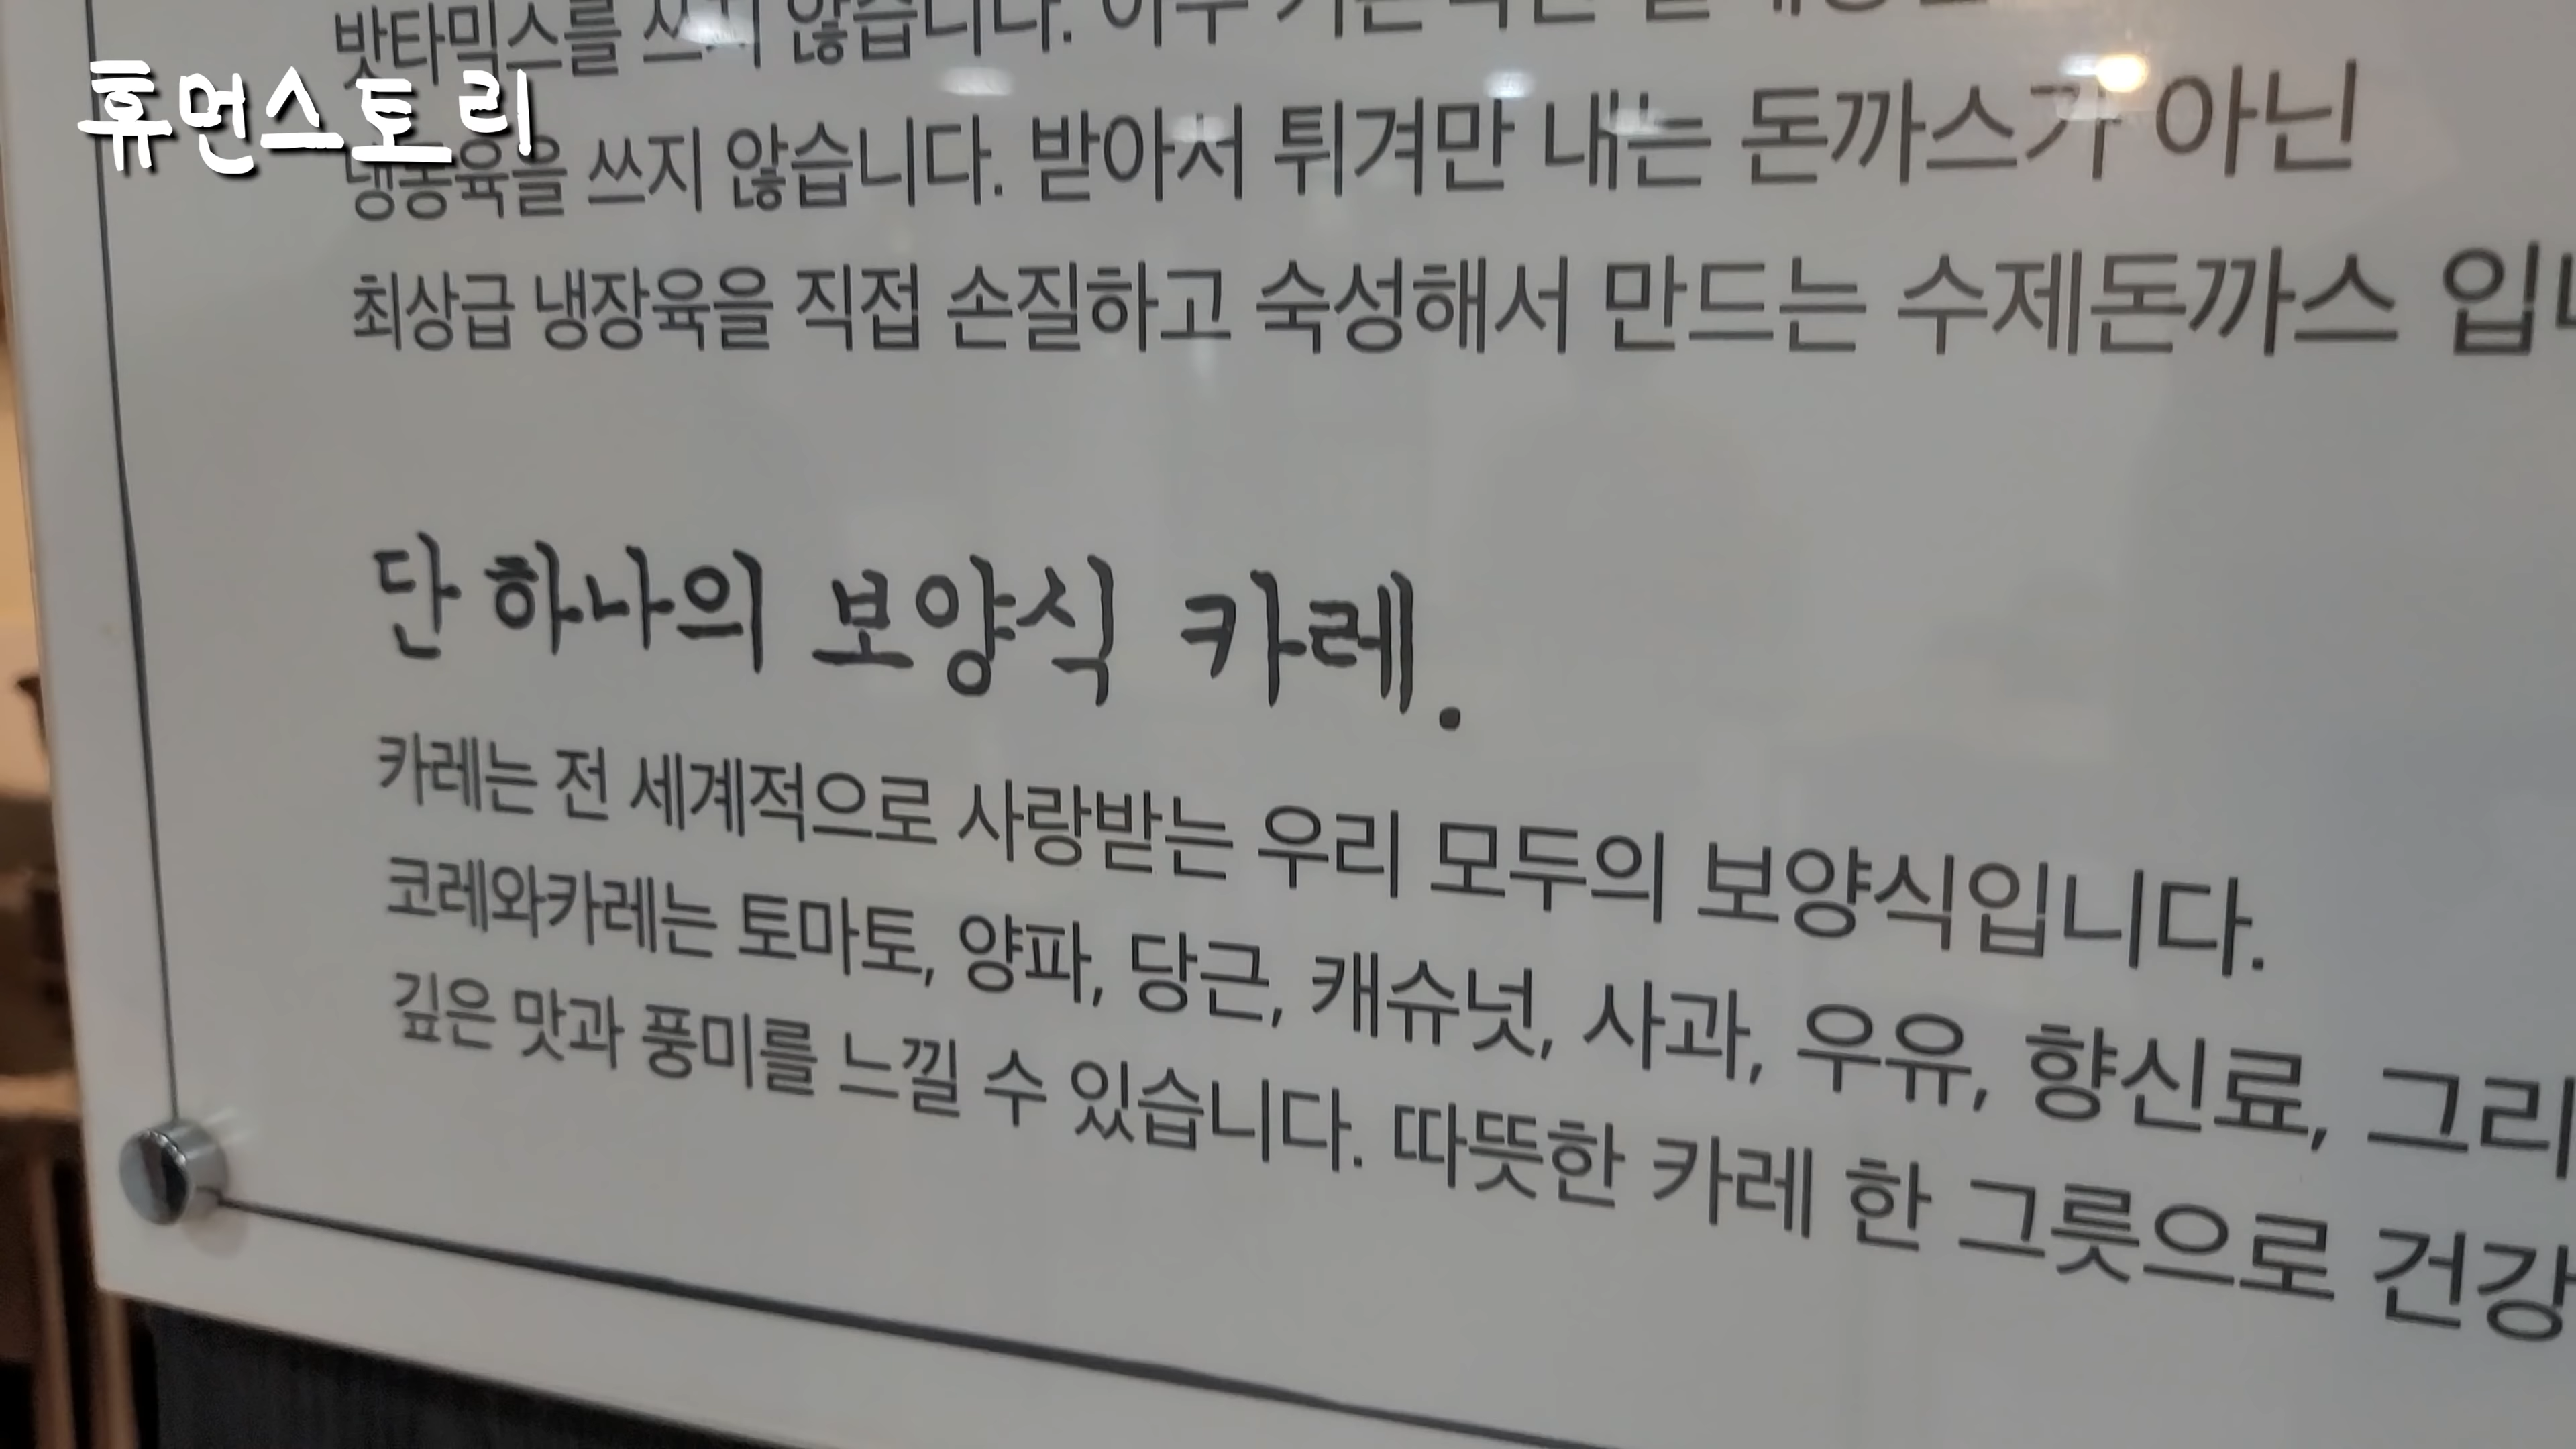 밧타믹스를 쓰지 않습니다. 아주
휴먼스토리
냉동육을 쓰지 않습니다. 받아서 튀겨만 내는 돈까스가 아닌
최상급 냉장육을 직접 손질하고 숙성해서 만드는 수제돈까스 입니
단 하나의 보양식 카레.
카레는 전 세계적으로 사랑받는 우리 모두의 보양식입니다.
코레와카레는 토마토, 양파, 당근, 캐슈넛, 사과, 우유, 향신료, 그리
깊은 맛과 풍미를 느낄 수 있습니다. 따뜻한 카레 한 그릇으로 건강